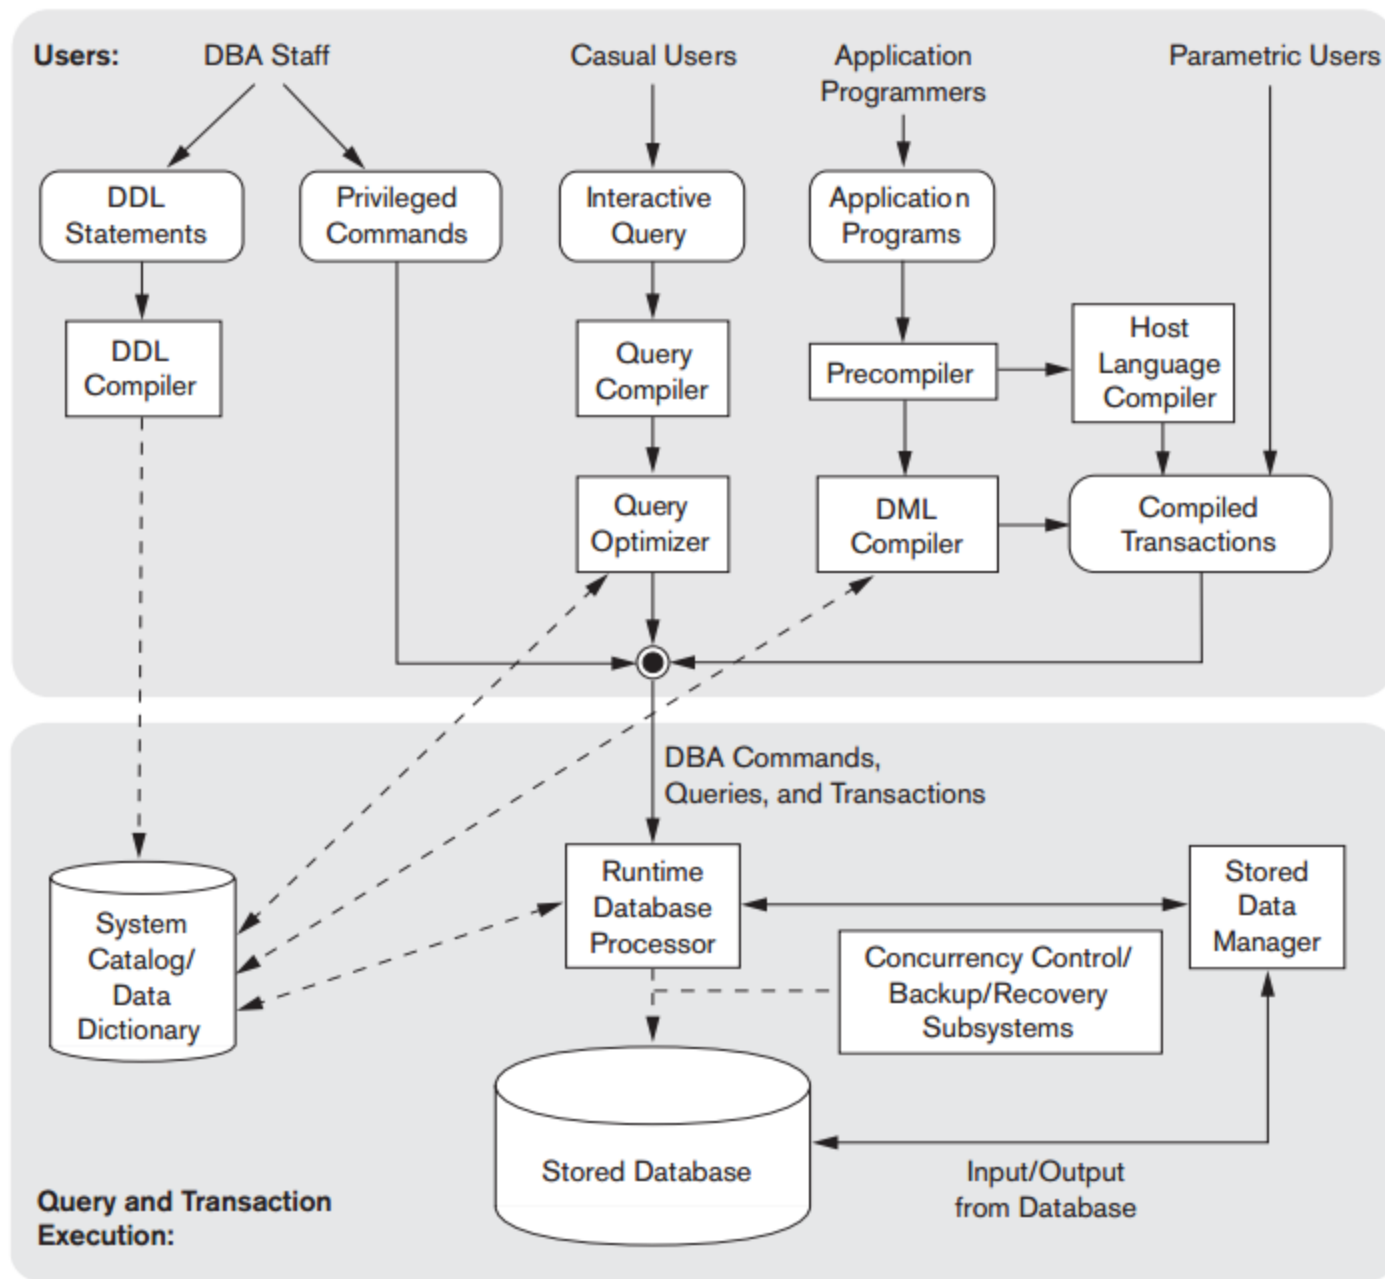 Users:
DBA Staff
Casual Users
Application
Programmers
Parametric Users
DDL
Statements
Privileged
Commands
Interactive
Query
Application
Programs
DDL
Compiler
Query
Compiler
Precompiler
Host
Language
Compiler
Query
Optimizer
DML
Compiler
Compiled
Transactions
DBA Commands,
Queries, and Transactions
System
Catalog/
Data
Dictionary
Runtime
Database
Processor
Stored
Data
Manager
Concurrency Control/
Backup/Recovery
Subsystems
Stored Database
Input/Output
from Database
Query and Transaction
Execution: